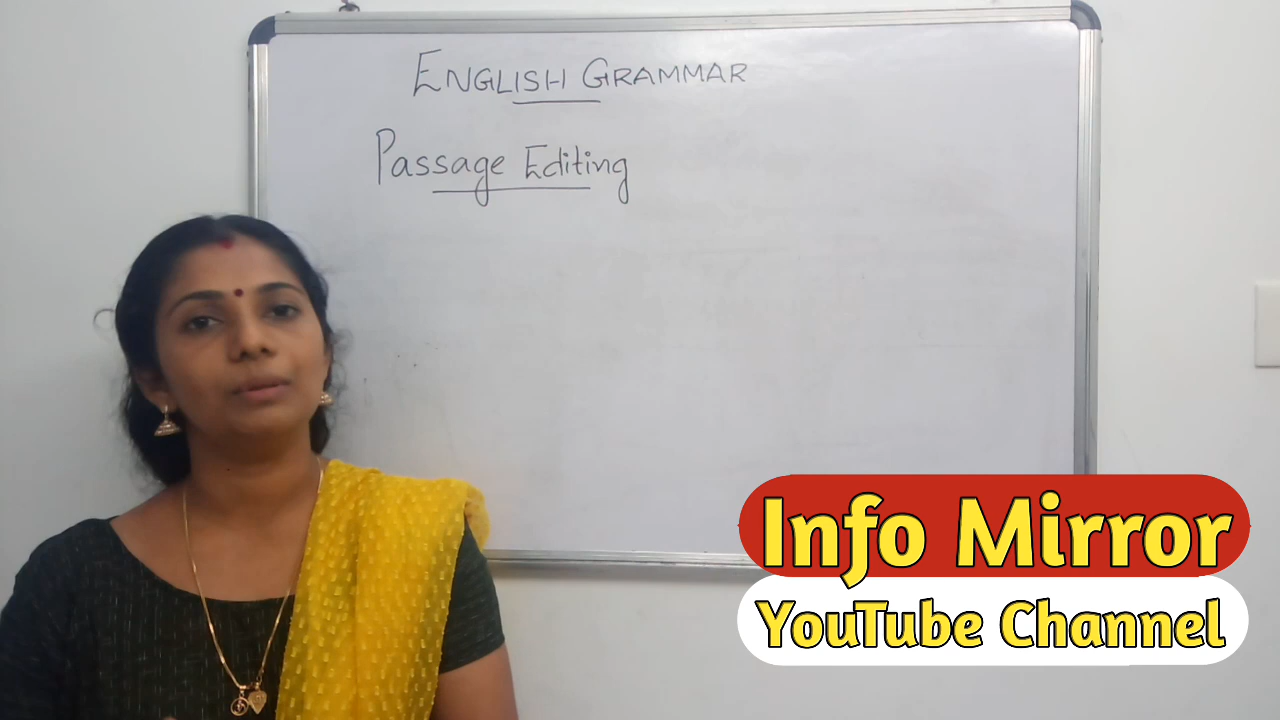 ENGLISH GRAMMAR
Passage Editing
Info Mirror
YouTube Channel